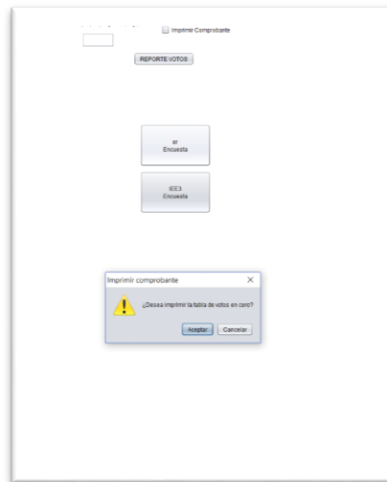 Imprimir Comprobante
REPORTE VOTOS
er
Encuesta
IEE3
Encuesta
Imprimir comprobante
¿Desea imprimir la tabla de votos en cero?
Aceptar Cancelar